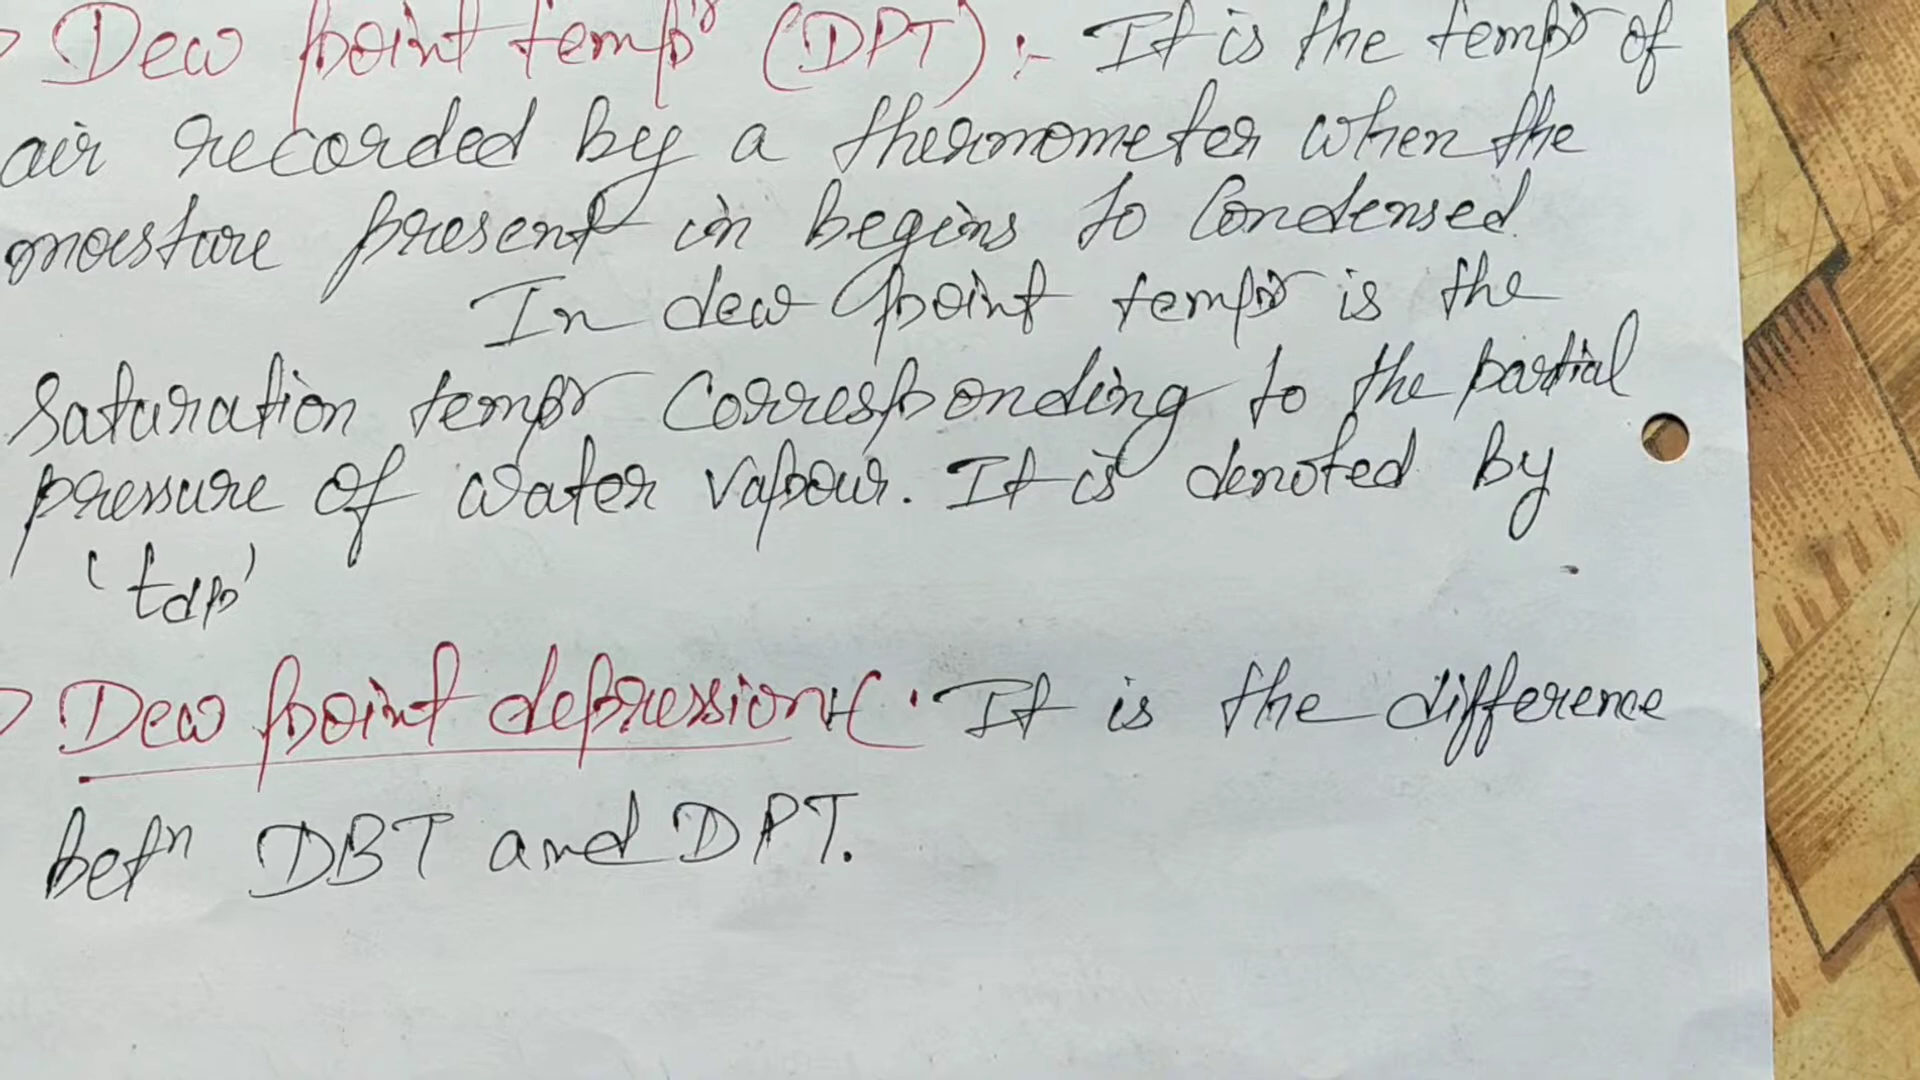 Dew point tempr (DPT) :- It is the tempr of
air recorded by a thermometer when the
moisture present in begins to Condensed.
In dew point tempr is the
Saturation tempr Corresponding to the partial
pressure of water vapour. It is denoted by
'tdp'
Dew point depression :- It is the difference
betn DBT and DPT.